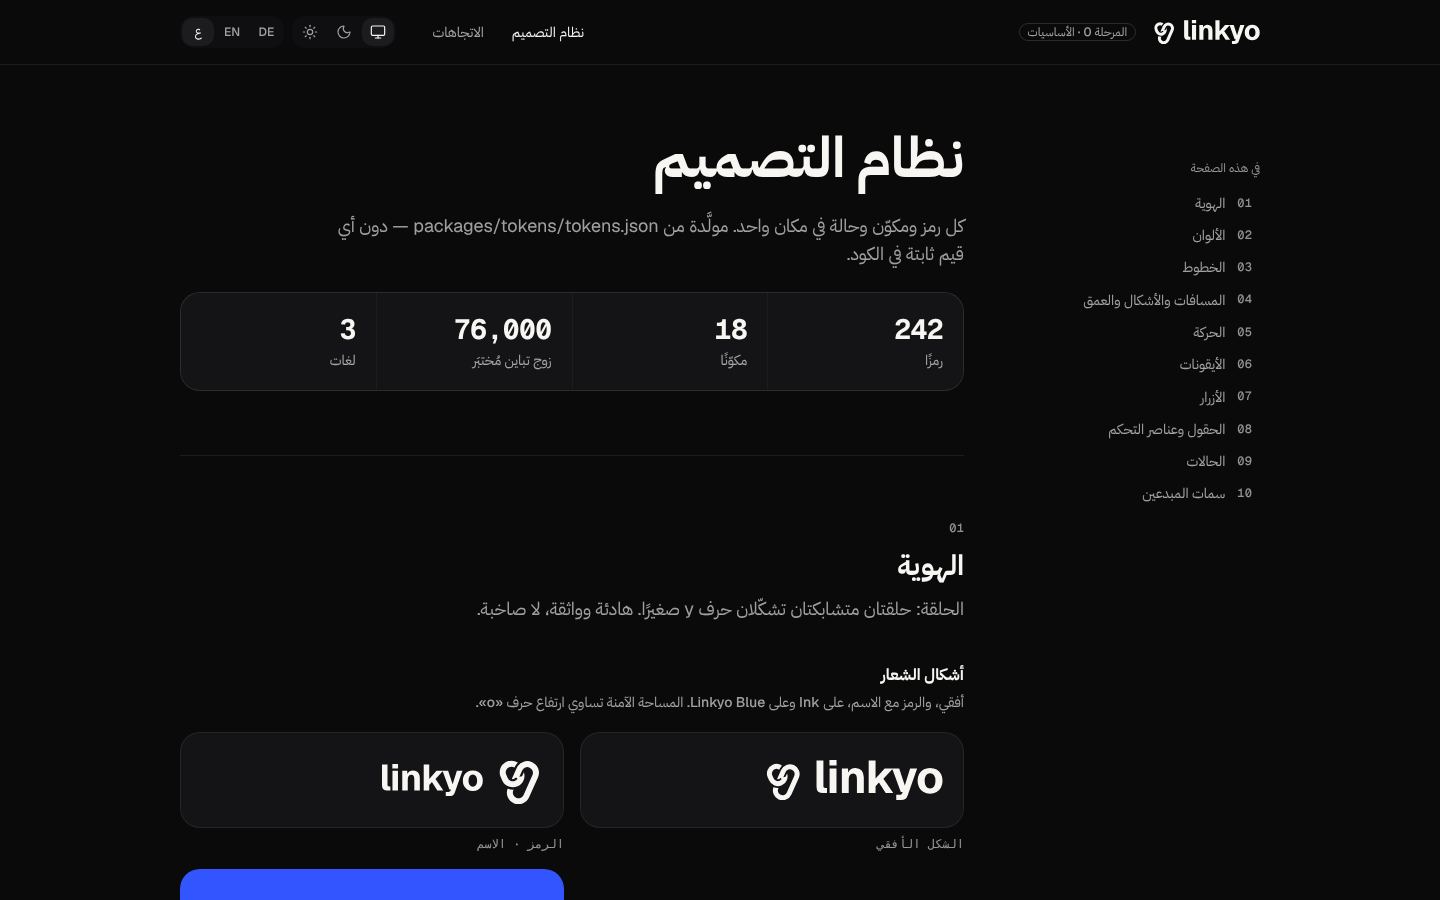 linkyo
المرحلة 0 · الأساسيات
نظام التصميم
الاتجاهات
DE
EN
ع
في هذه الصفحة
01 الهوية
02 الألوان
03 الخطوط
04 المسافات والأشكال والعمق
05 الحركة
06 الأيقونات
07 الأزرار
08 الحقول وعناصر التحكم
09 الحالات
10 سمات المبدعين
نظام التصميم
كل رمز ومكوّن وحالة في مكان واحد. مولَّدة من packages/tokens/tokens.json — دون أي
قيم ثابتة في الكود.
242
رمزًا
18
مكوّنًا
76,000
زوج تباين مُختبَر
3
لغات
01
الهوية
الحلقة: حلقتان متشابكتان تشكّلان حرف y صغيرًا. هادئة وواثقة، لا صاخبة.
أشكال الشعار
أفقي، والرمز مع الاسم، على Ink وعلى Linkyo Blue. المساحة الآمنة تساوي ارتفاع حرف «o».
linkyo
الشكل الأفقي
linkyo
الرمز · الاسم